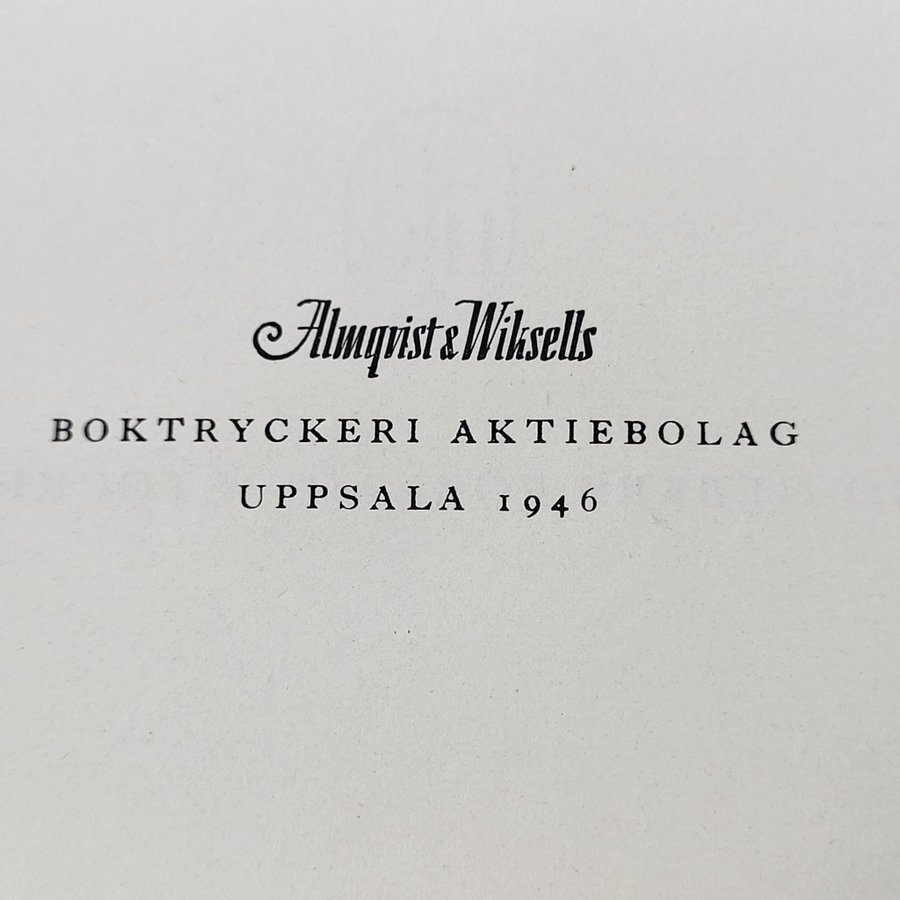 Almqvist & Wiksells
BOKTRYCKERI AKTIEBOLAG
UPPSALA 1946